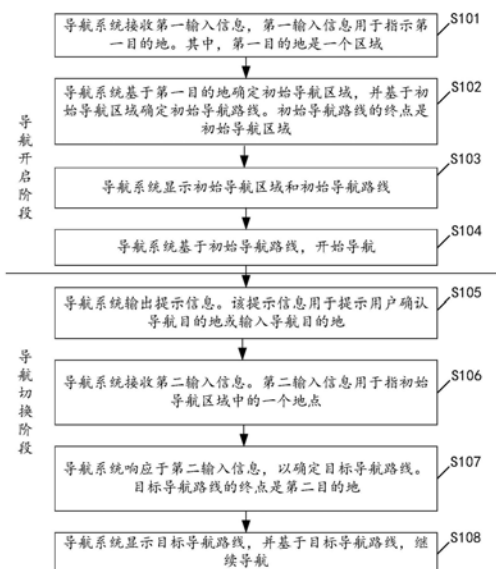 导航系统接收第一输入信息，第一输入信息用于指示第
一目的地。其中，第一目的地是一个区域
S101
导航系统基于第一目的地确定初始导航区域，并基于
初始导航区域确定初始导航路线。初始导航路线的终点是
初始导航区域
S102
导航系统显示初始导航区域和初始导航路线
S103
导航系统基于初始导航路线，开始导航
S104
导航开启阶段
导航系统输出提示信息。该提示信息用于提示用户确认
导航目的地或输入导航目的地
S105
导航系统接收第二输入信息。第二输入信息用于指初始
导航区域中的一个地点
S106
导航系统响应于第二输入信息，以确定目标导航路线。
目标导航路线的终点是第二目的地
S107
导航系统显示目标导航路线，并基于目标导航路线，继
续导航
S108
导航切换阶段